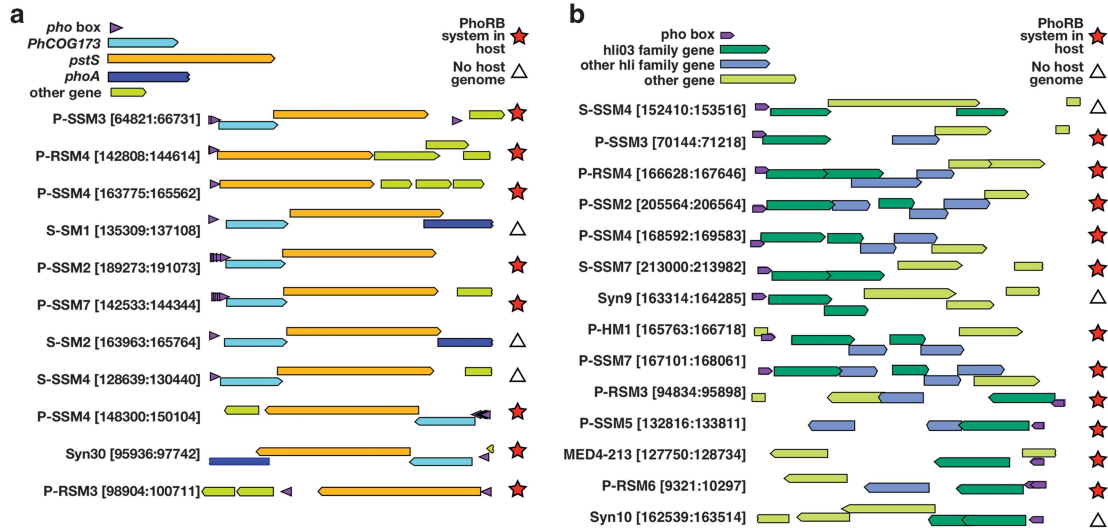 a
pho box
PhCOG173
pstS
phoA
other gene
PhoRB
system in
host
No host
genome
P-SSM3 [64821:66731]
P-RSM4 [142808:144614]
P-SSM4 [163775:165562]
S-SM1 [135309:137108]
P-SSM2 [189273:191073]
P-SSM7 [142533:144344]
S-SM2 [163963:165764]
S-SSM4 [128639:130440]
P-SSM4 [148300:150104]
Syn30 [95936:97742]
P-RSM3 [98904:100711]
b
pho box
hli03 family gene
other hli family gene
other gene
PhoRB
system in
host
No host
genome
S-SSM4 [152410:153516]
P-SSM3 [70144:71218]
P-RSM4 [166628:167646]
P-SSM2 [205564:206564]
P-SSM4 [168592:169583]
S-SSM7 [213000:213982]
Syn9 [163314:164285]
P-HM1 [165763:166718]
P-SSM7 [167101:168061]
P-RSM3 [94834:95898]
P-SSM5 [132816:133811]
MED4-213 [127750:128734]
P-RSM6 [9321:10297]
Syn10 [162539:163514]